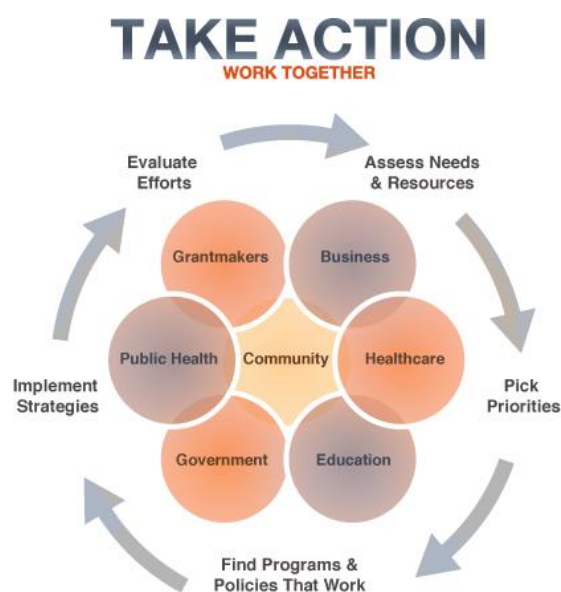 TAKE ACTION
WORK TOGETHER
Evaluate
Efforts
Assess Needs
& Resources
Grantmakers
Business
Public Health
Community
Healthcare
Implement
Strategies
Pick
Priorities
Government
Education
Find Programs &
Policies That Work